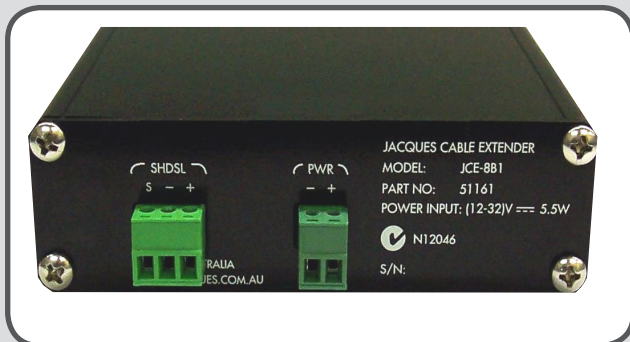 SHDSL
S - +
PWR
- +
JACQUES CABLE EXTENDER
MODEL: JCE-8B1
PART NO: 51161
POWER INPUT: (12-32)V ⎓ 5.5W
N12046
S/N: